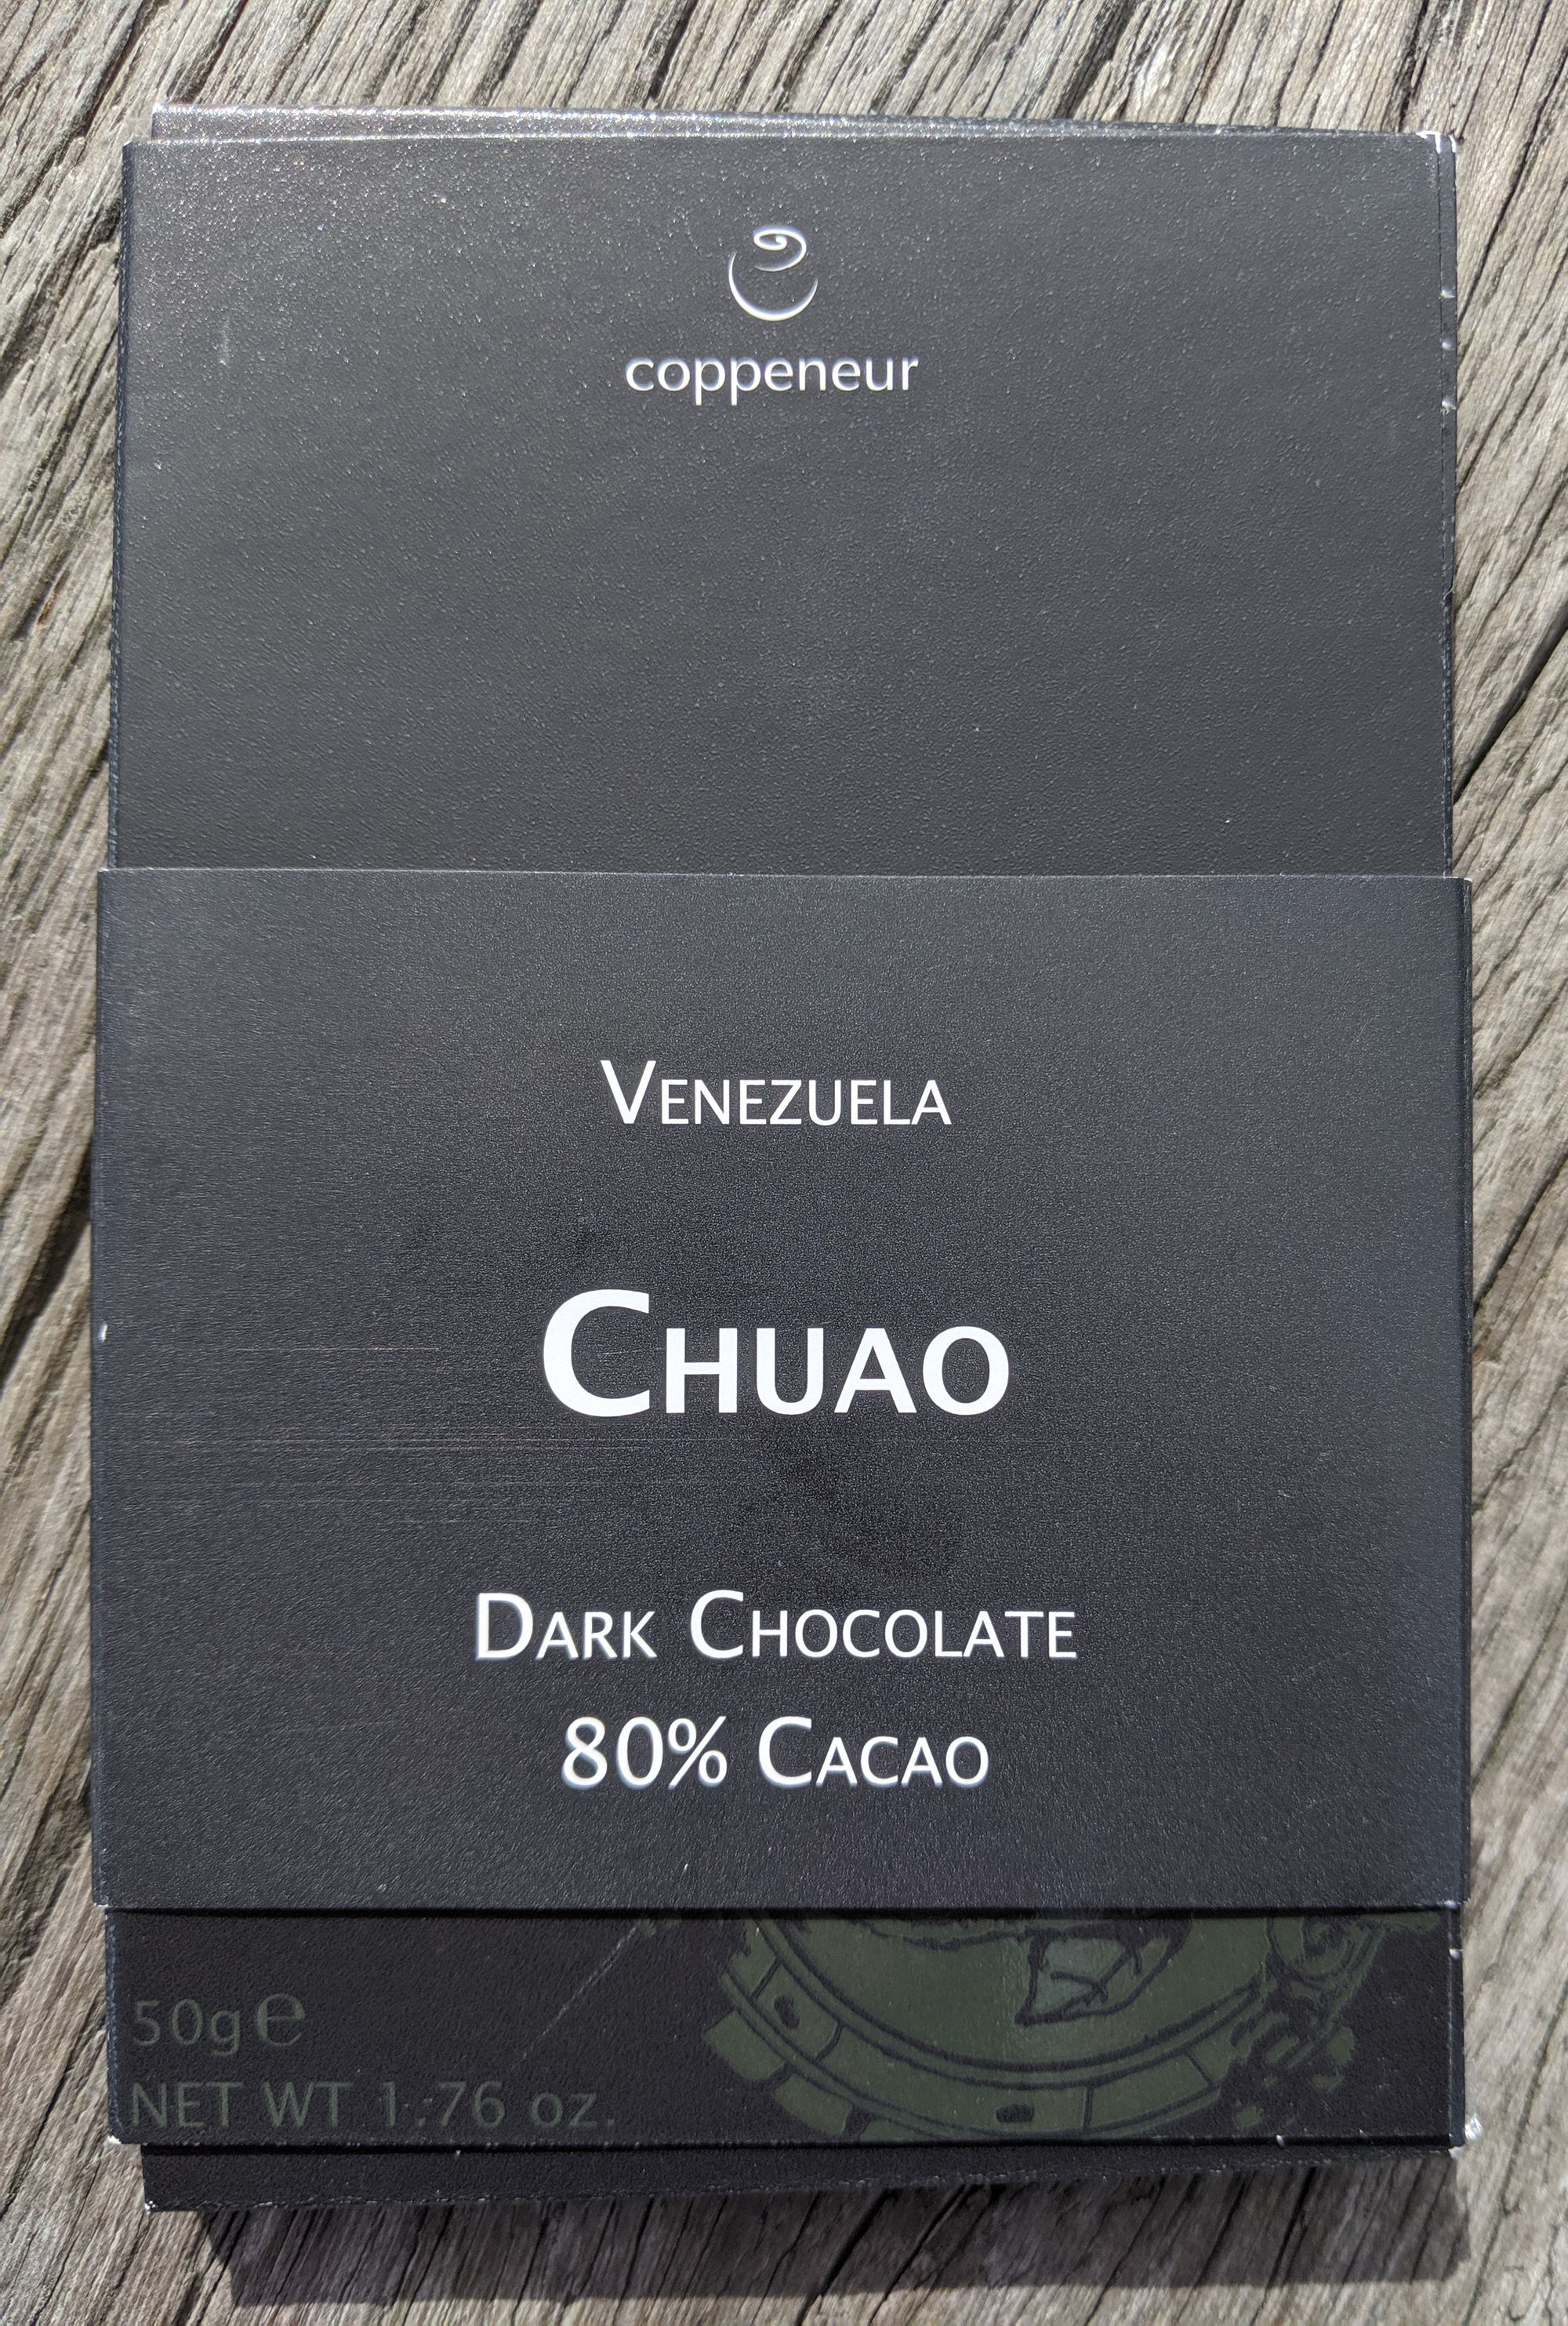 coppeneur
VENEZUELA
CHUAO
DARK CHOCOLATE
80% CACAO
50g℮
NET WT 1.76 oz.